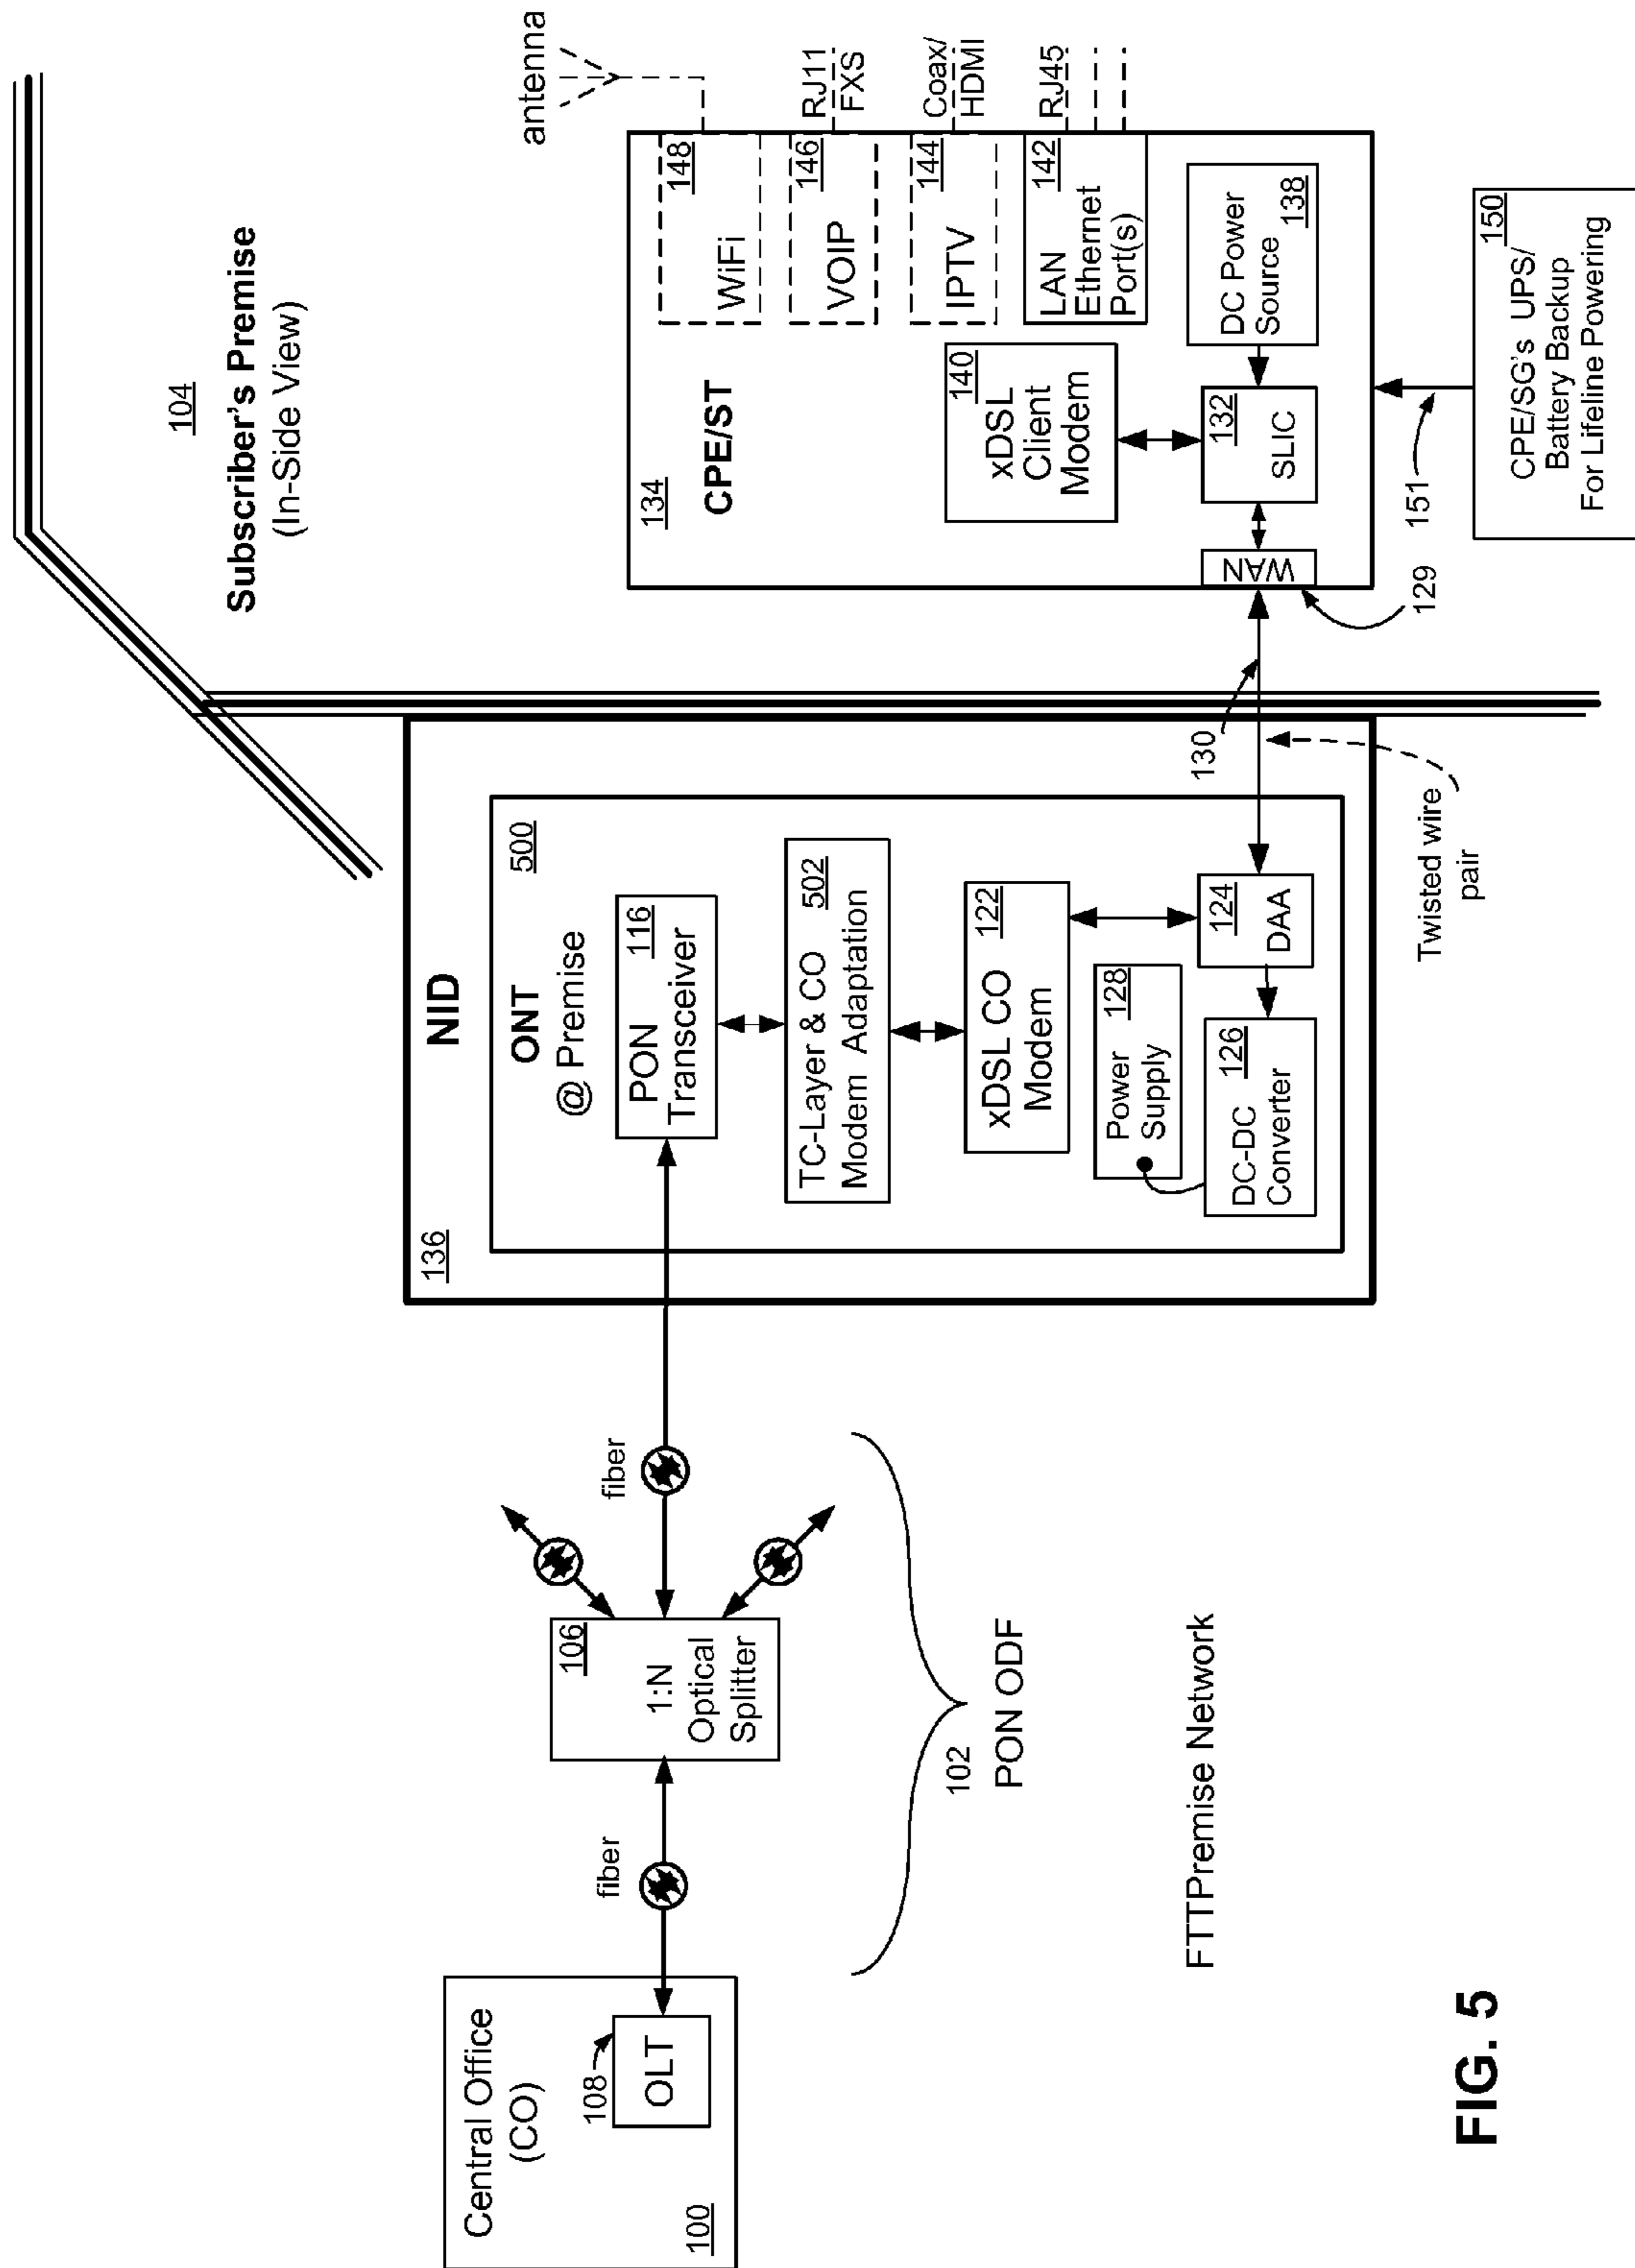 Central Office
(CO)
108
OLT
100
fiber
106
1:N
Optical
Splitter
fiber
102
PON ODF
FTTPremise Network
NID
136
ONT
500
@ Premise
PON
116
Transceiver
TC-Layer & CO
502
Modem Adaptation
xDSL CO
122
Modem
Power
128
Supply
124
DAA
DC-DC
126
Converter
130
Twisted wire
pair
104
Subscriber's Premise
(In-Side View)
antenna
134
CPE/ST
148
WiFi
146
VOIP
RJ11
FXS
144
IPTV
Coax/
HDMI
142
LAN
Ethernet
Port(s)
RJ45
140
xDSL
Client
Modem
DC Power
Source
138
132
SLIC
WAN
129
151
150
CPE/SG's UPS/
Battery Backup
For Lifeline Powering
FIG. 5